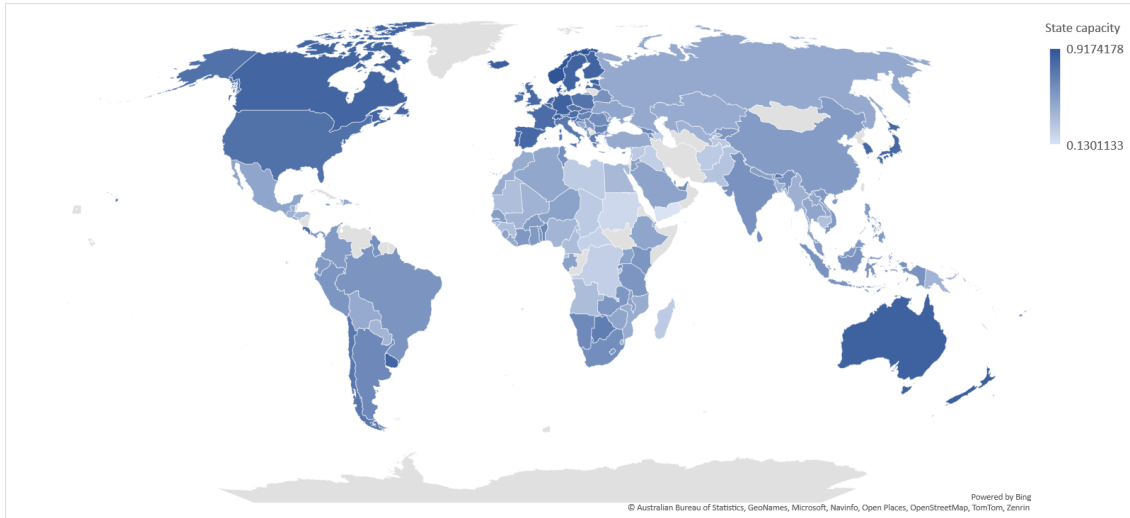 State capacity
0.9174178
0.1301133
Powered by Bing
© Australian Bureau of Statistics, GeoNames, Microsoft, Navinfo, Open Places, OpenStreetMap, TomTom, Zenrin